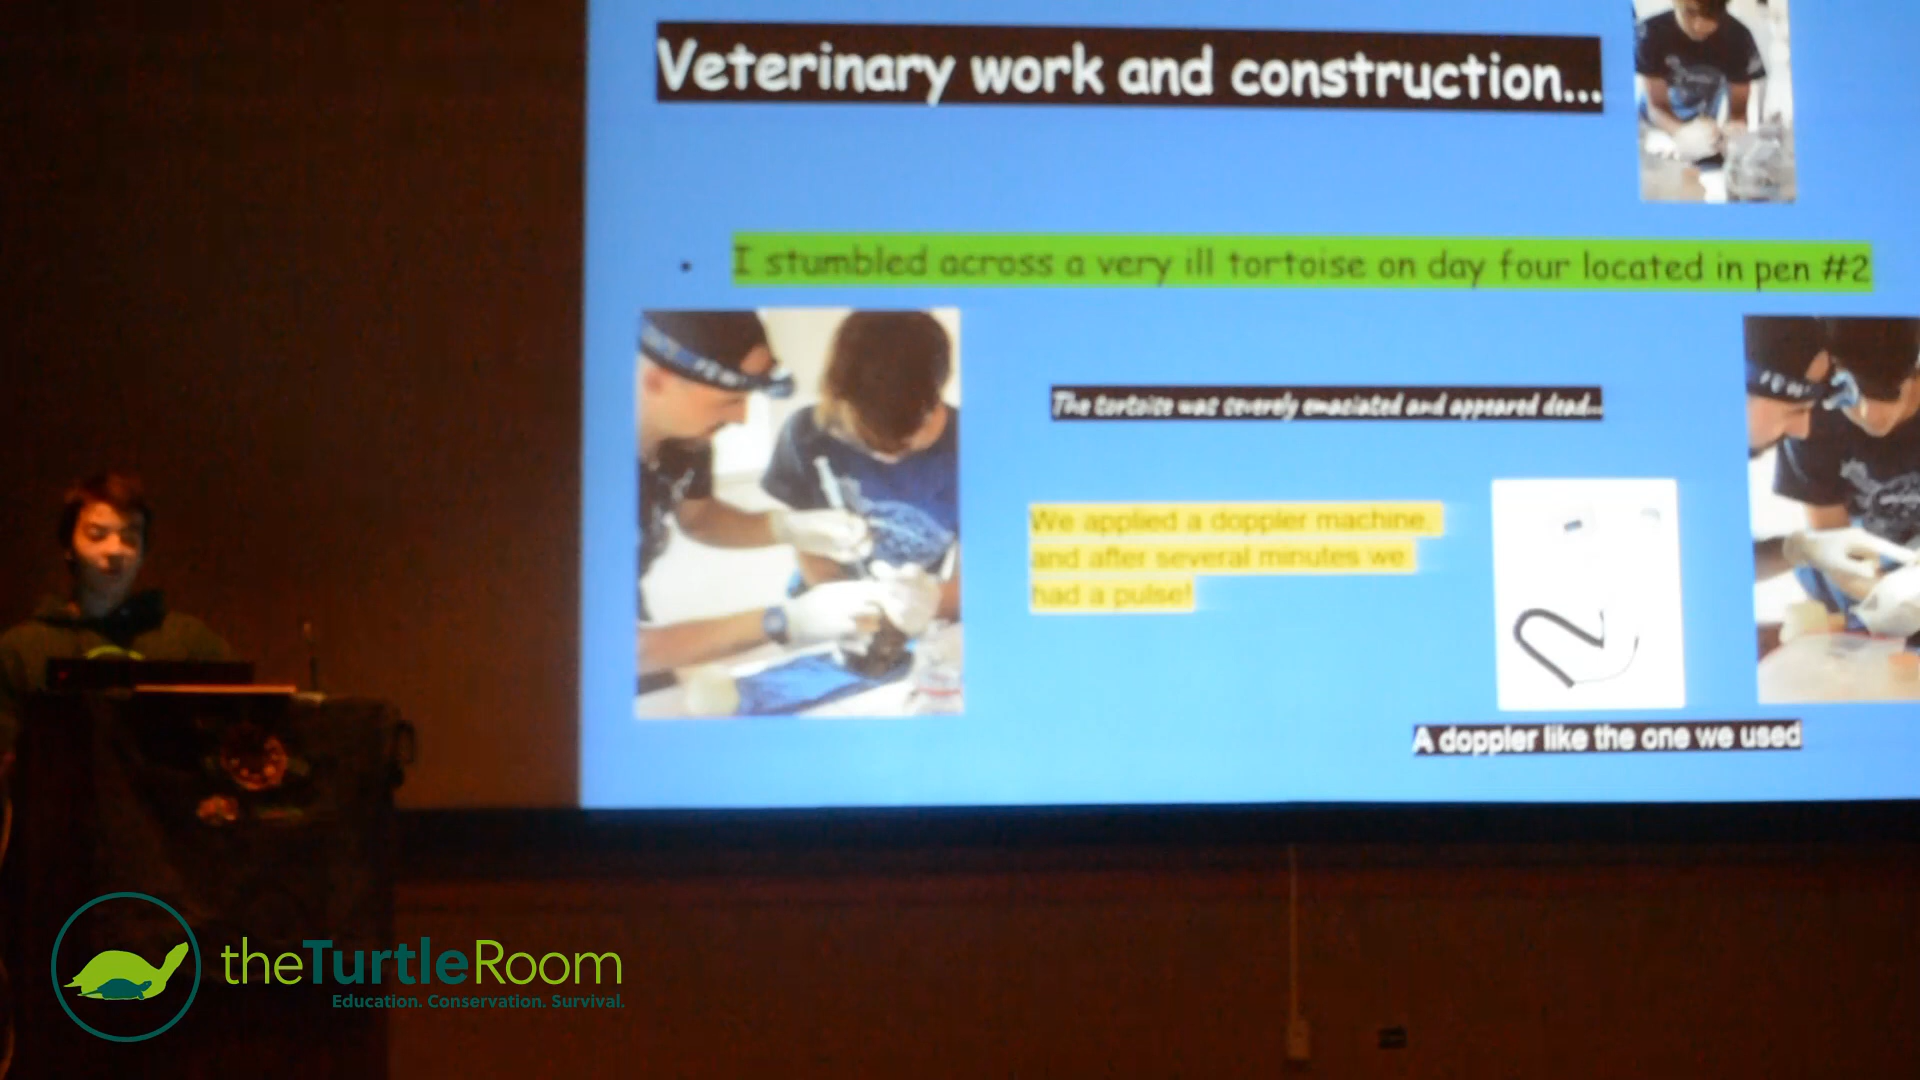 Veterinary work and construction...
• I stumbled across a very ill tortoise on day four located in pen #2
The tortoise was severely emaciated and appeared dead...
We applied a doppler machine,
and after several minutes we
had a pulse!
A doppler like the one we used
theTurtleRoom
Education. Conservation. Survival.